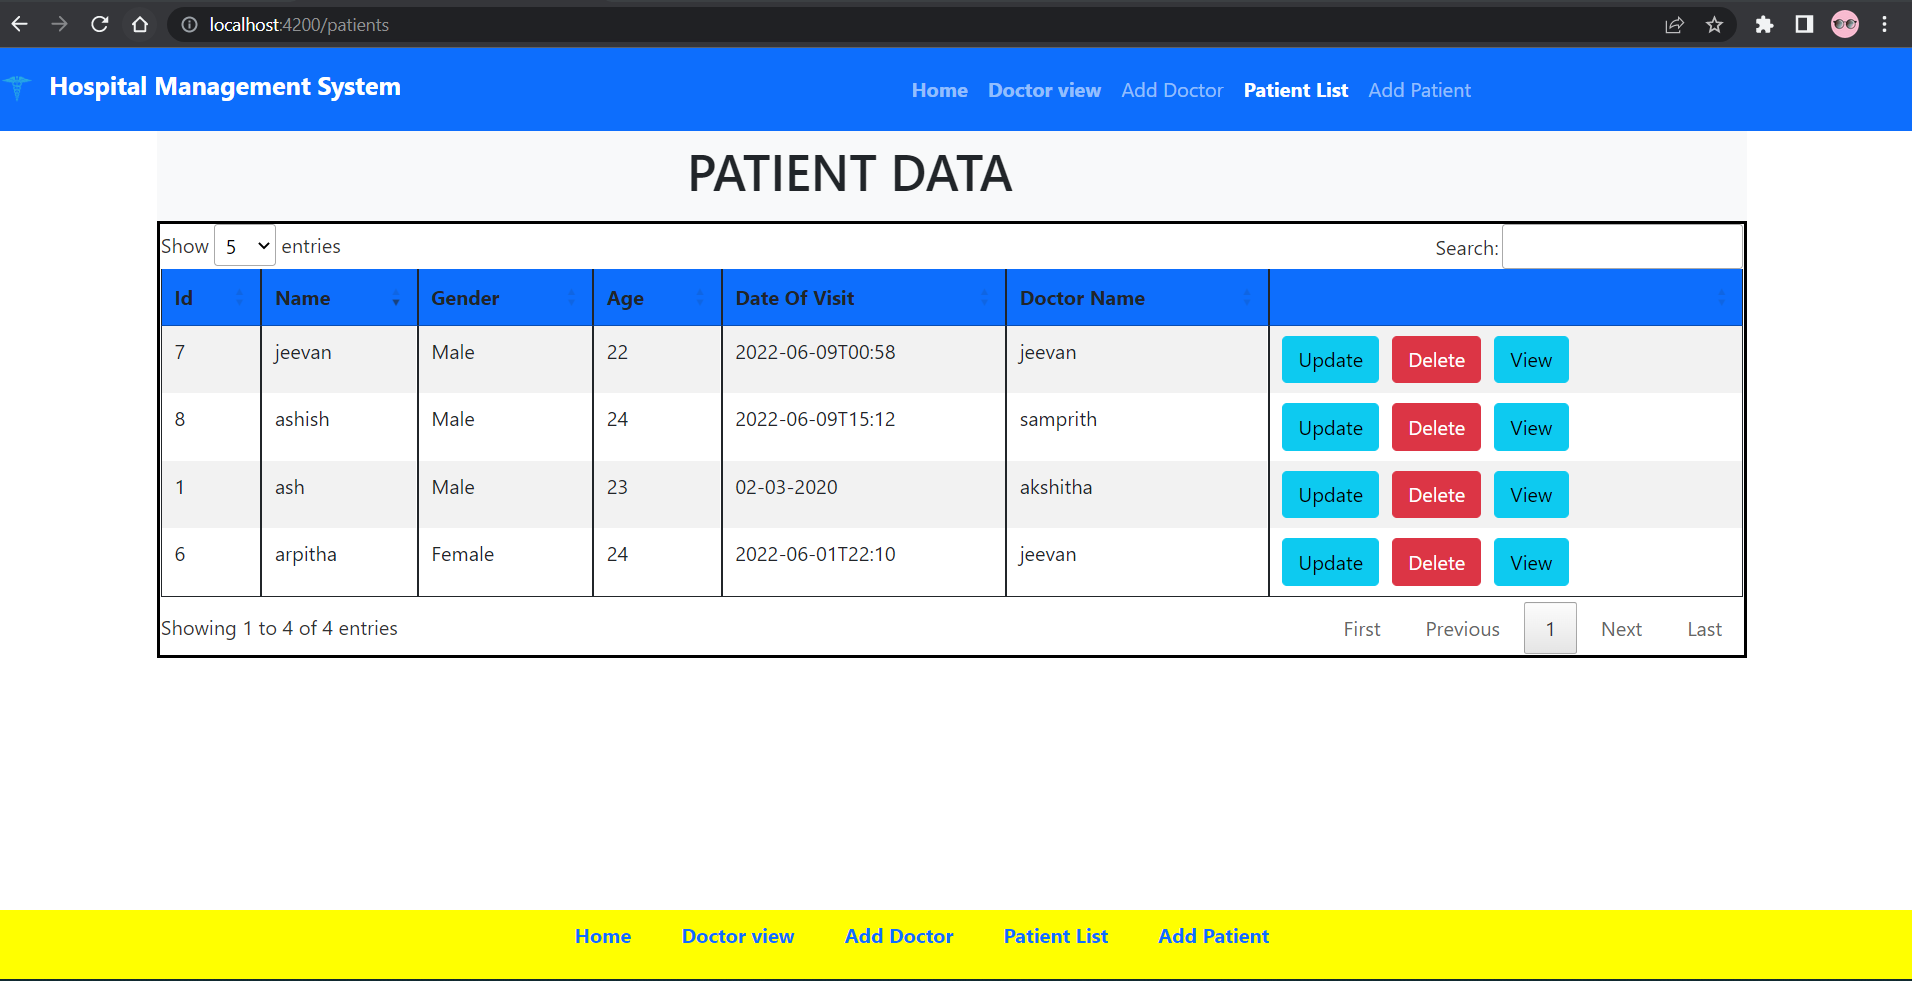 localhost:4200/patients
Hospital Management System Home Doctor view Add Doctor Patient List Add Patient
PATIENT DATA
Show 5 entries Search:
Id Name Gender Age Date Of Visit Doctor Name
7 jeevan Male 22 2022-06-09T00:58 jeevan Update Delete View
8 ashish Male 24 2022-06-09T15:12 samprith Update Delete View
1 ash Male 23 02-03-2020 akshitha Update Delete View
6 arpitha Female 24 2022-06-01T22:10 jeevan Update Delete View
Showing 1 to 4 of 4 entries First Previous 1 Next Last
Home Doctor view Add Doctor Patient List Add Patient